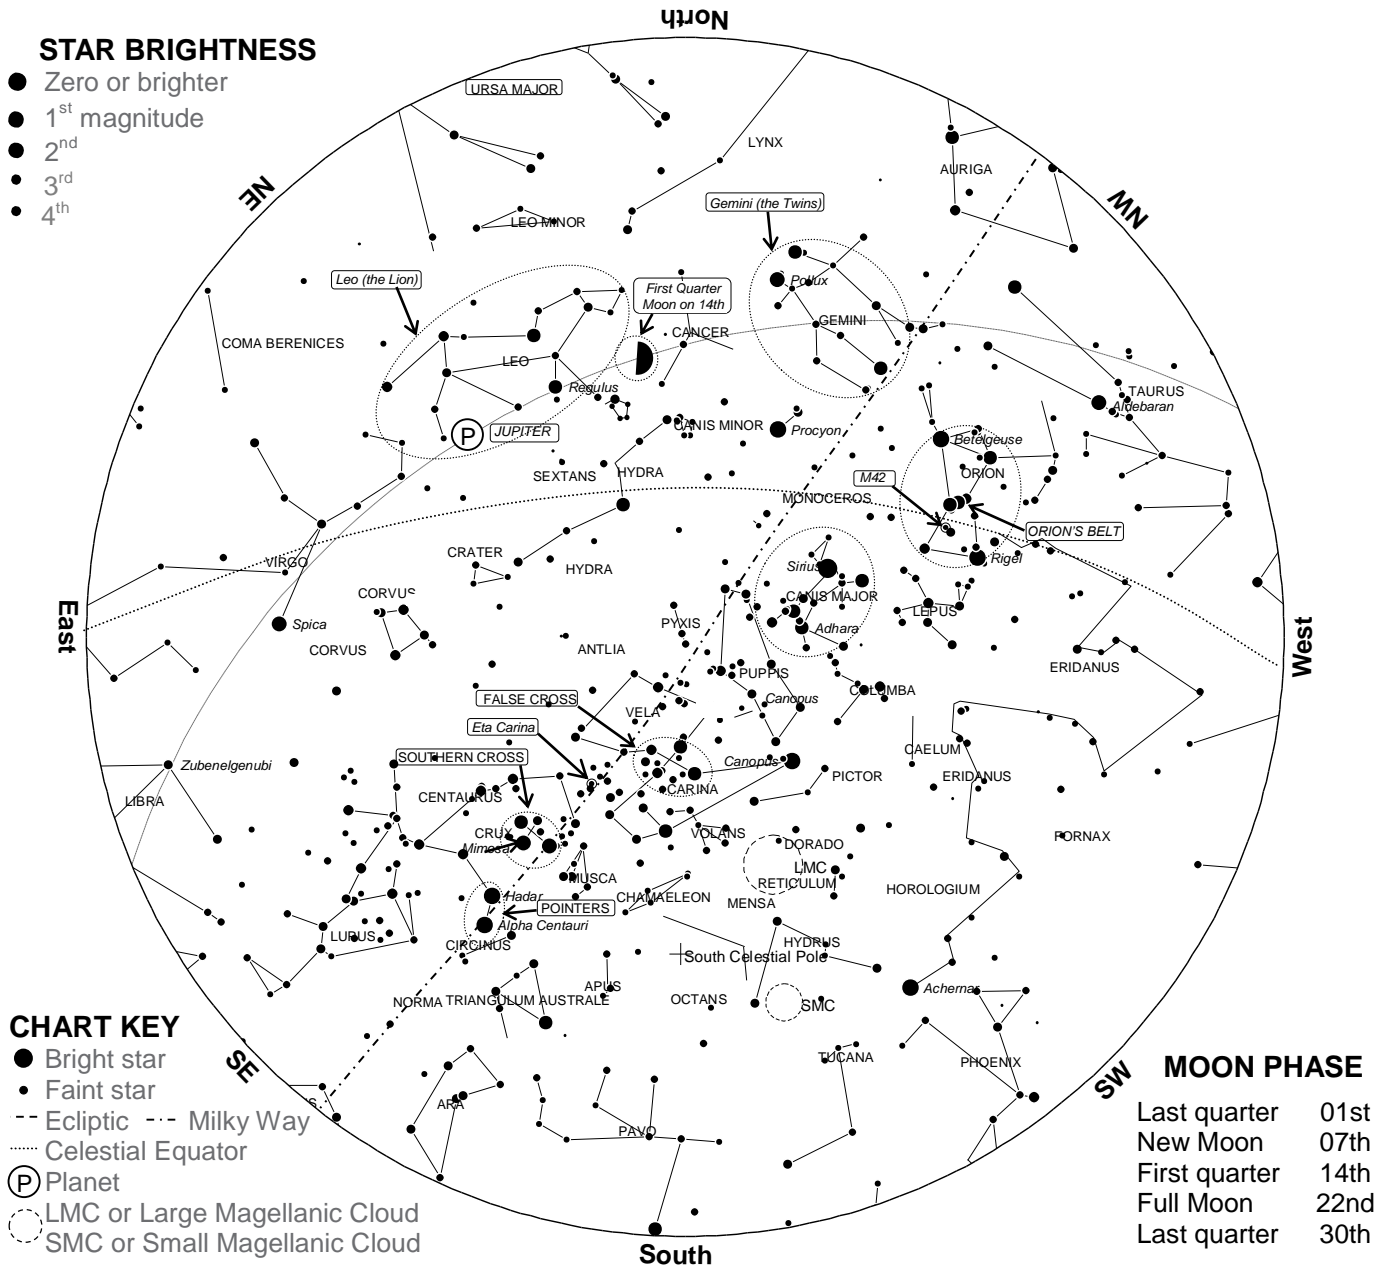 North
STAR BRIGHTNESS
Zero or brighter
1st magnitude
2nd
3rd
4th
NE
NW
URSA MAJOR
LYNX
AURIGA
Gemini (the Twins)
LEO MINOR
Leo (the Lion)
First Quarter
Moon on 14th
Pollux
GEMINI
CANCER
COMA BERENICES
LEO
Regulus
TAURUS
Aldebaran
JUPITER
CANIS MINOR
Procyon
Betelgeuse
ORION
M42
SEXTANS
HYDRA
MONOCEROS
ORION'S BELT
Rigel
VIRGO
CRATER
HYDRA
Sirius
CANIS MAJOR
LEPUS
CORVUS
East
Spica
PYXIS
Adhara
West
CORVUS
ANTLIA
ERIDANUS
PUPPIS
FALSE CROSS
Canopus
COLOMBA
VELA
Eta Carina
SOUTHERN CROSS
CAELUM
Zubenelgenubi
Canopus
PICTOR
ERIDANUS
LIBRA
CENTAURUS
CARINA
CRUX
VOLANS
FORNAX
Mimosa
DORADO
LMC
MUSCA
RETICULUM
HOROLOGIUM
Hadar
CHAMAELEON
MENSA
POINTERS
Alpha Centauri
LUPUS
CIRCINUS
HYDRUS
South Celestial Pole
APUS
Achernar
NORMA
TRIANGULUM AUSTRALE
OCTANS
SMC
TUCANA
PHOENIX
SE
SW
S
ARA
PAVO
South
CHART KEY
Bright star
Faint star
Ecliptic
Milky Way
Celestial Equator
P Planet
LMC or Large Magellanic Cloud
SMC or Small Magellanic Cloud
MOON PHASE
Last quarter 01st
New Moon 07th
First quarter 14th
Full Moon 22nd
Last quarter 30th